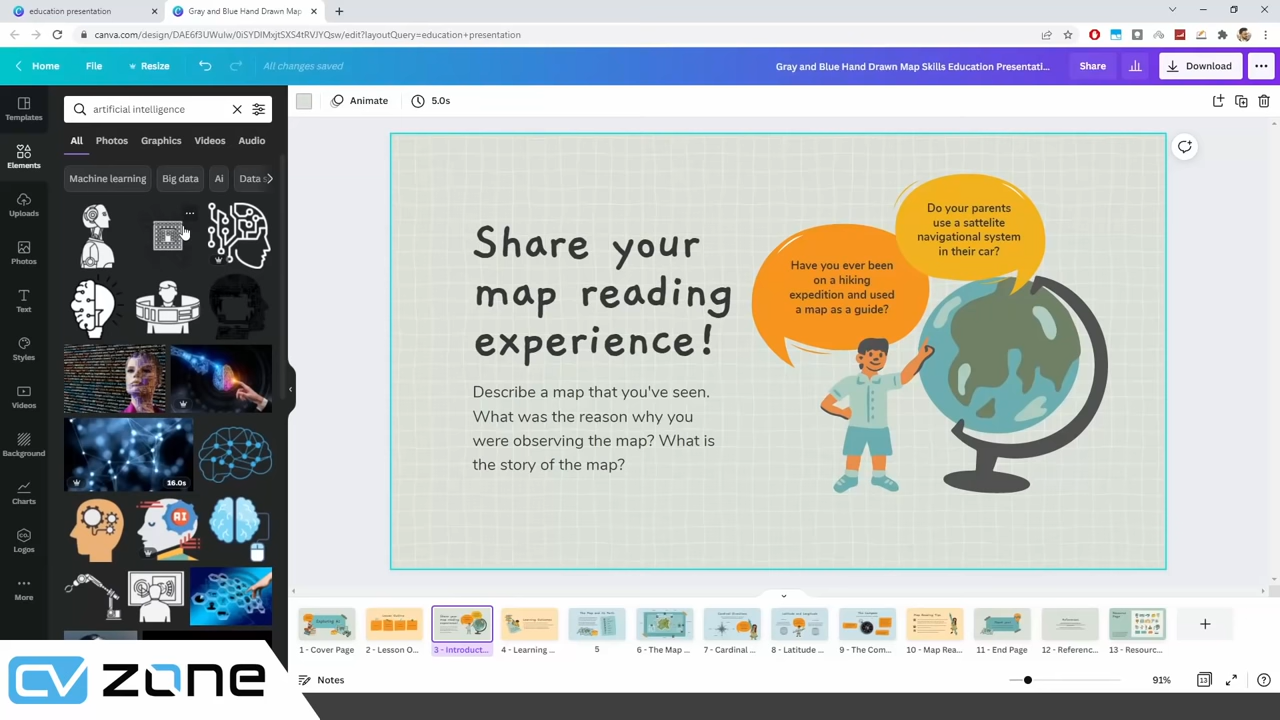 education presentation
Gray and Blue Hand Drawn Map
canva.com/design/DAE6f3UWulw/0iSYDlMxjtSXS4tRVJYQsw/edit?layoutQuery=education+presentation
Home
File
Resize
All changes saved
Gray and Blue Hand Drawn Map Skills Education Presentati...
Share
Download
Templates
Elements
Uploads
Photos
Text
Styles
Videos
Background
Charts
Logos
More
artificial intelligence
All
Photos
Graphics
Videos
Audio
Machine learning
Big data
Ai
Data
16.0s
AI
Animate
5.0s
Share your
map reading
experience!
Describe a map that you've seen.
What was the reason why you
were observing the map? What is
the story of the map?
Have you ever been
on a hiking
expedition and used
a map as a guide?
Do your parents
use a sattelite
navigational system
in their car?
1 - Cover Page
2 - Lesson O...
3 - Introduct...
4 - Learning ...
5
6 - The Map ...
7 - Cardinal ...
8 - Latitude ...
9 - The Com...
10 - Map Rea...
11 - End Page
12 - Referenc...
13 - Resourc...
Notes
91%
13
CV ZONE